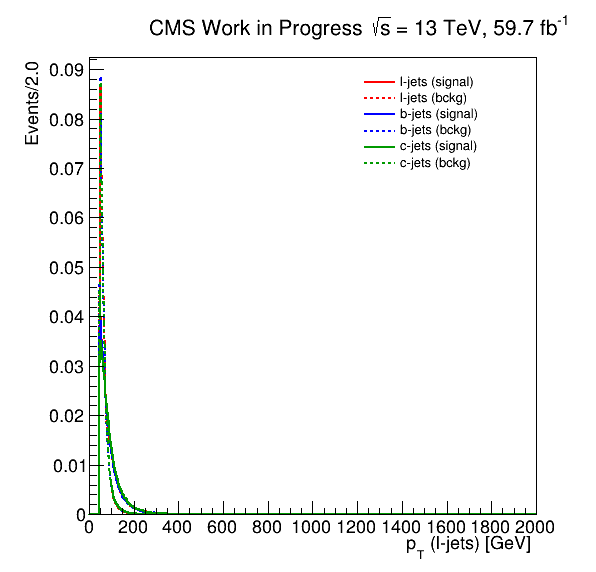 CMS Work in Progress √s = 13 TeV, 59.7 fb⁻¹
Events/2.0
0.09
0.08
0.07
0.06
0.05
0.04
0.03
0.02
0.01
0
l-jets (signal)
l-jets (bckg)
b-jets (signal)
b-jets (bckg)
c-jets (signal)
c-jets (bckg)
0 200 400 600 800 1000 1200 1400 1600 1800 2000
p_T (l-jets) [GeV]